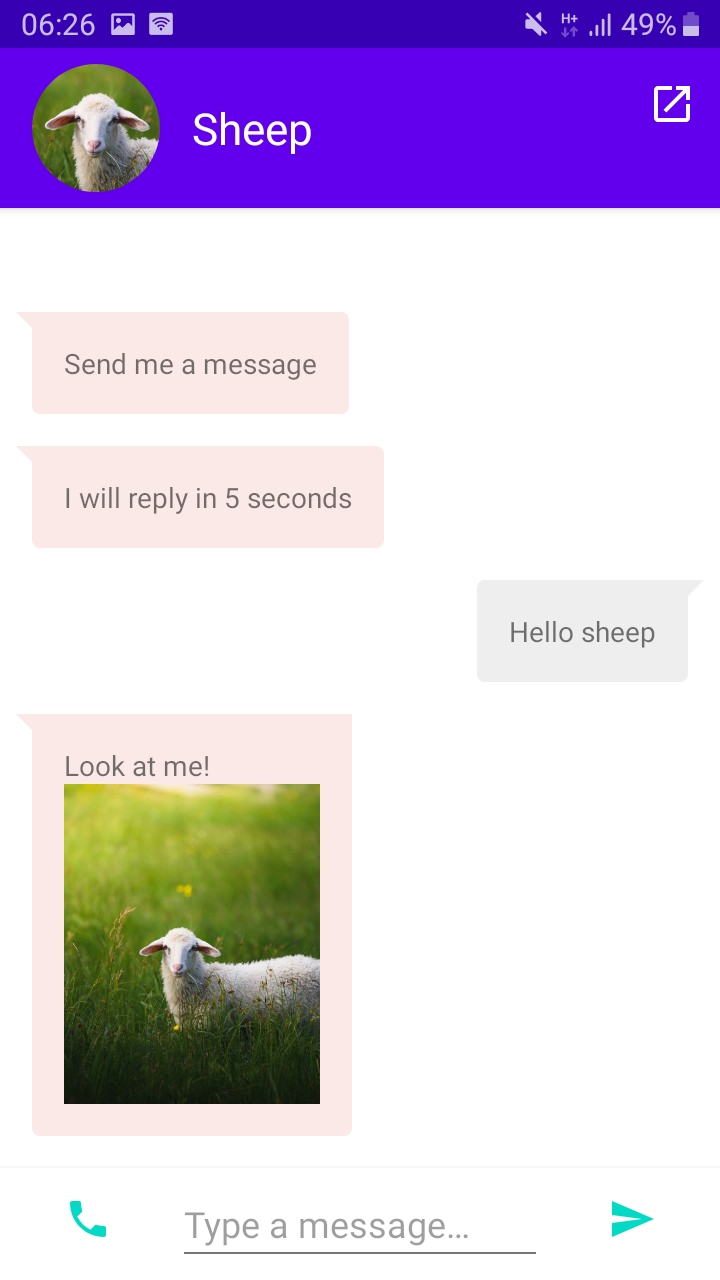 06:26
H+
49%
Sheep
Send me a message
I will reply in 5 seconds
Hello sheep
Look at me!
Type a message...